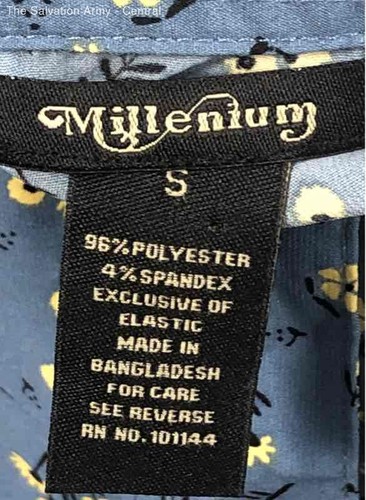 The Salvation Army - Central
Millenium
S
96% POLYESTER
4% SPANDEX
EXCLUSIVE OF
ELASTIC
MADE IN
BANGLADESH
FOR CARE
SEE REVERSE
RN NO. 101144